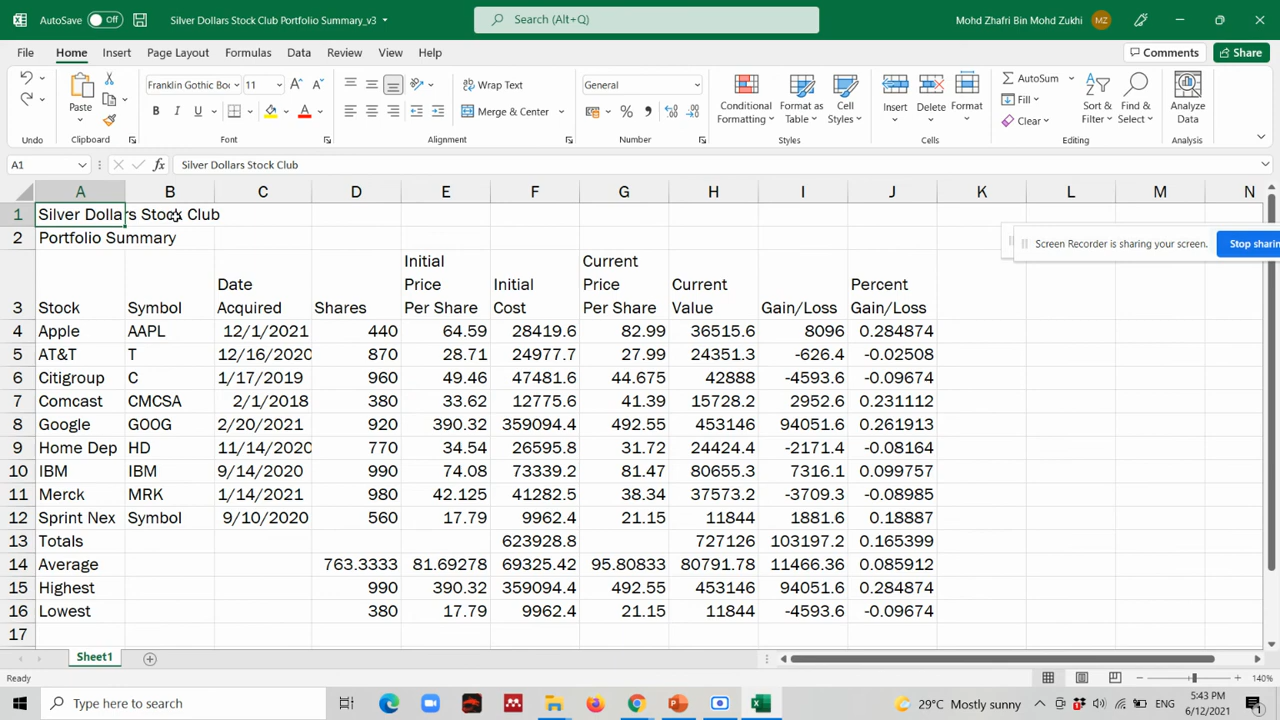 AutoSave Off Silver Dollars Stock Club Portfolio Summary_v3 Search (Alt+Q) Mohd Zhafri Bin Mohd Zukhi MZ
File Home Insert Page Layout Formulas Data Review View Help Comments Share
Paste Franklin Gothic Bo 11 Wrap Text General Conditional Formatting Format as Table Cell Styles Insert Delete Format AutoSum Sort & Filter Find & Select Analyze Data
B I U Merge & Center Fill
Clear
Undo Clipboard Font Alignment Number Styles Cells Editing Analysis
A1 fx Silver Dollars Stock Club
A B C D E F G H I J K L M N
1 Silver Dollars Stock Club
2 Portfolio Summary
Screen Recorder is sharing your screen. Stop sharin
3 Stock Symbol Date Acquired Shares Initial Price Per Share Initial Cost Current Price Per Share Current Value Gain/Loss Percent Gain/Loss
4 Apple AAPL 12/1/2021 440 64.59 28419.6 82.99 36515.6 8096 0.284874
5 AT&T T 12/16/2020 870 28.71 24977.7 27.99 24351.3 -626.4 -0.02508
6 Citigroup C 1/17/2019 960 49.46 47481.6 44.675 42888 -4593.6 -0.09674
7 Comcast CMCSA 2/1/2018 380 33.62 12775.6 41.39 15728.2 2952.6 0.231112
8 Google GOOG 2/20/2021 920 390.32 359094.4 492.55 453146 94051.6 0.261913
9 Home Dep HD 11/14/2020 770 34.54 26595.8 31.72 24424.4 -2171.4 -0.08164
10 IBM IBM 9/14/2020 990 74.08 73339.2 81.47 80655.3 7316.1 0.099757
11 Merck MRK 1/14/2021 980 42.125 41282.5 38.34 37573.2 -3709.3 -0.08985
12 Sprint Nex Symbol 9/10/2020 560 17.79 9962.4 21.15 11844 1881.6 0.18887
13 Totals 623928.8 727126 103197.2 0.165399
14 Average 763.3333 81.69278 69325.42 95.80833 80791.78 11466.36 0.085912
15 Highest 990 390.32 359094.4 492.55 453146 94051.6 0.284874
16 Lowest 380 17.79 9962.4 21.15 11844 -4593.6 -0.09674
17
Sheet1
Ready 140%
Type here to search 29°C Mostly sunny ENG 5:43 PM 6/12/2021 1